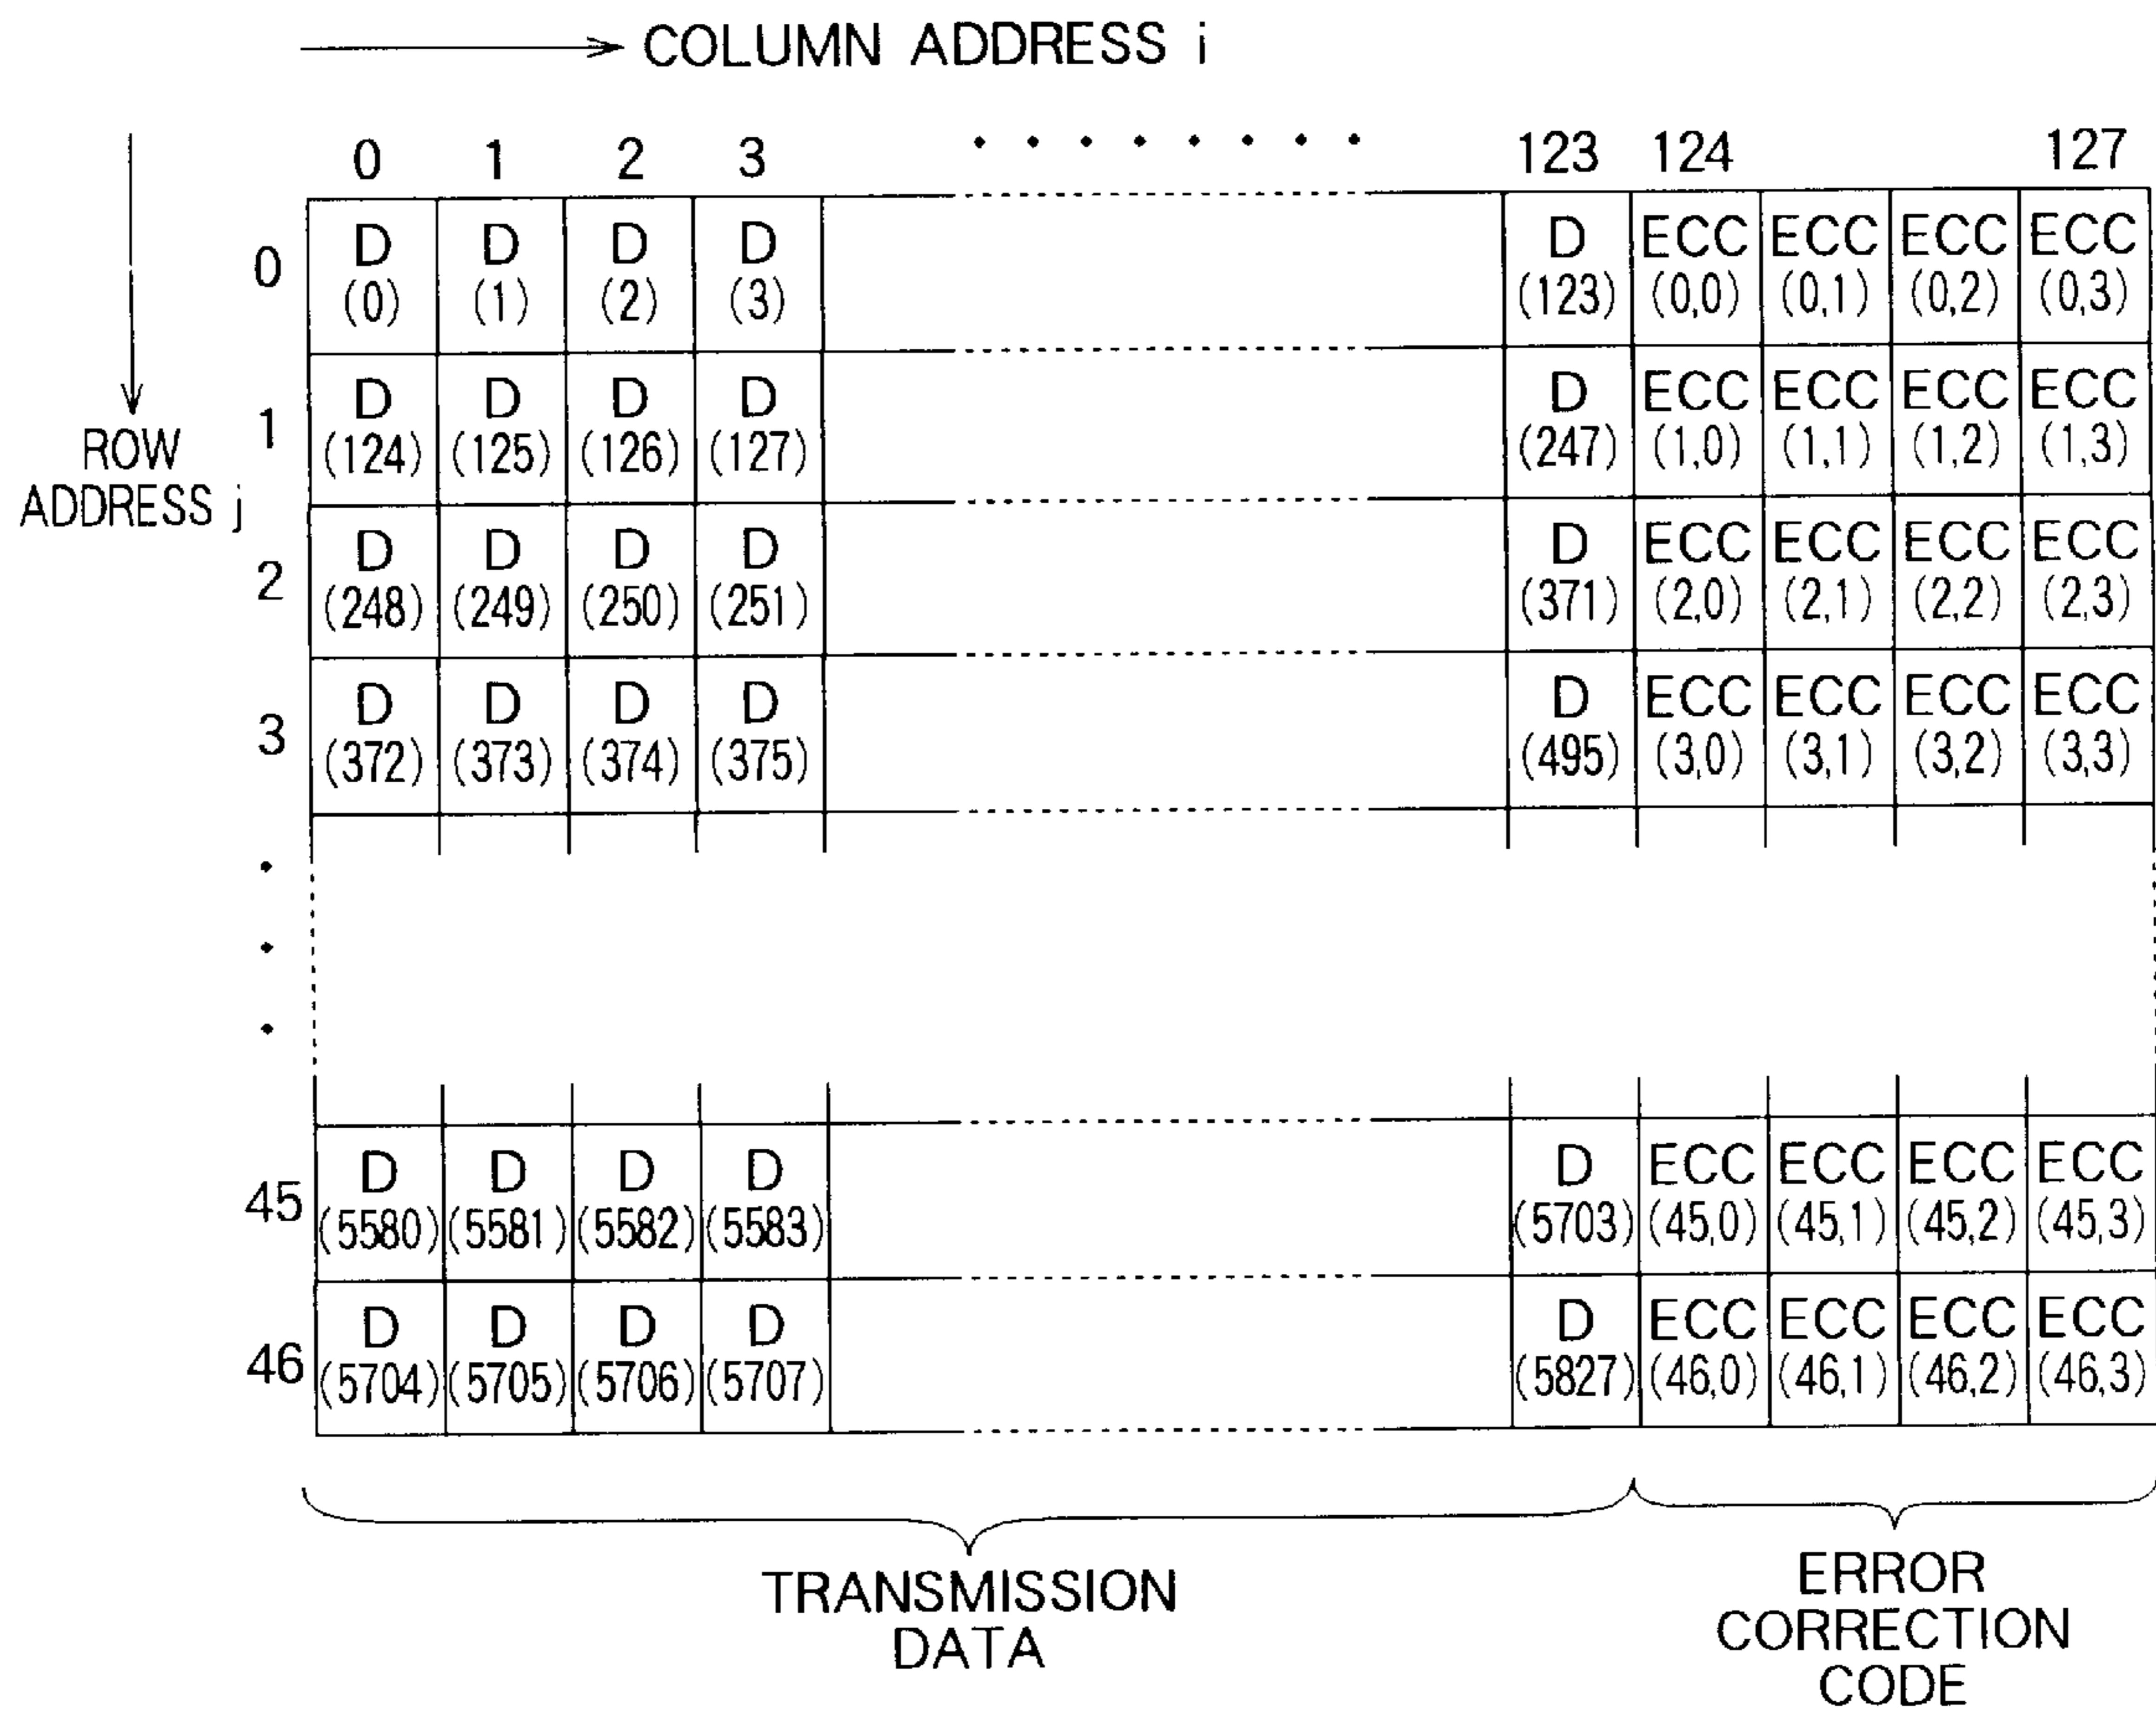 COLUMN ADDRESS i
0 1 2 3 ········ 123 124 127
ROW
ADDRESS j
0 D D D D D ECC ECC ECC ECC
(0) (1) (2) (3) (123) (0,0) (0,1) (0,2) (0,3)
1 D D D D D ECC ECC ECC ECC
(124) (125) (126) (127) (247) (1,0) (1,1) (1,2) (1,3)
2 D D D D D ECC ECC ECC ECC
(248) (249) (250) (251) (371) (2,0) (2,1) (2,2) (2,3)
3 D D D D D ECC ECC ECC ECC
(372) (373) (374) (375) (495) (3,0) (3,1) (3,2) (3,3)
45 D D D D D ECC ECC ECC ECC
(5580) (5581) (5582) (5583) (5703) (45,0) (45,1) (45,2) (45,3)
46 D D D D D ECC ECC ECC ECC
(5704) (5705) (5706) (5707) (5827) (46,0) (46,1) (46,2) (46,3)
TRANSMISSION
DATA
ERROR
CORRECTION
CODE